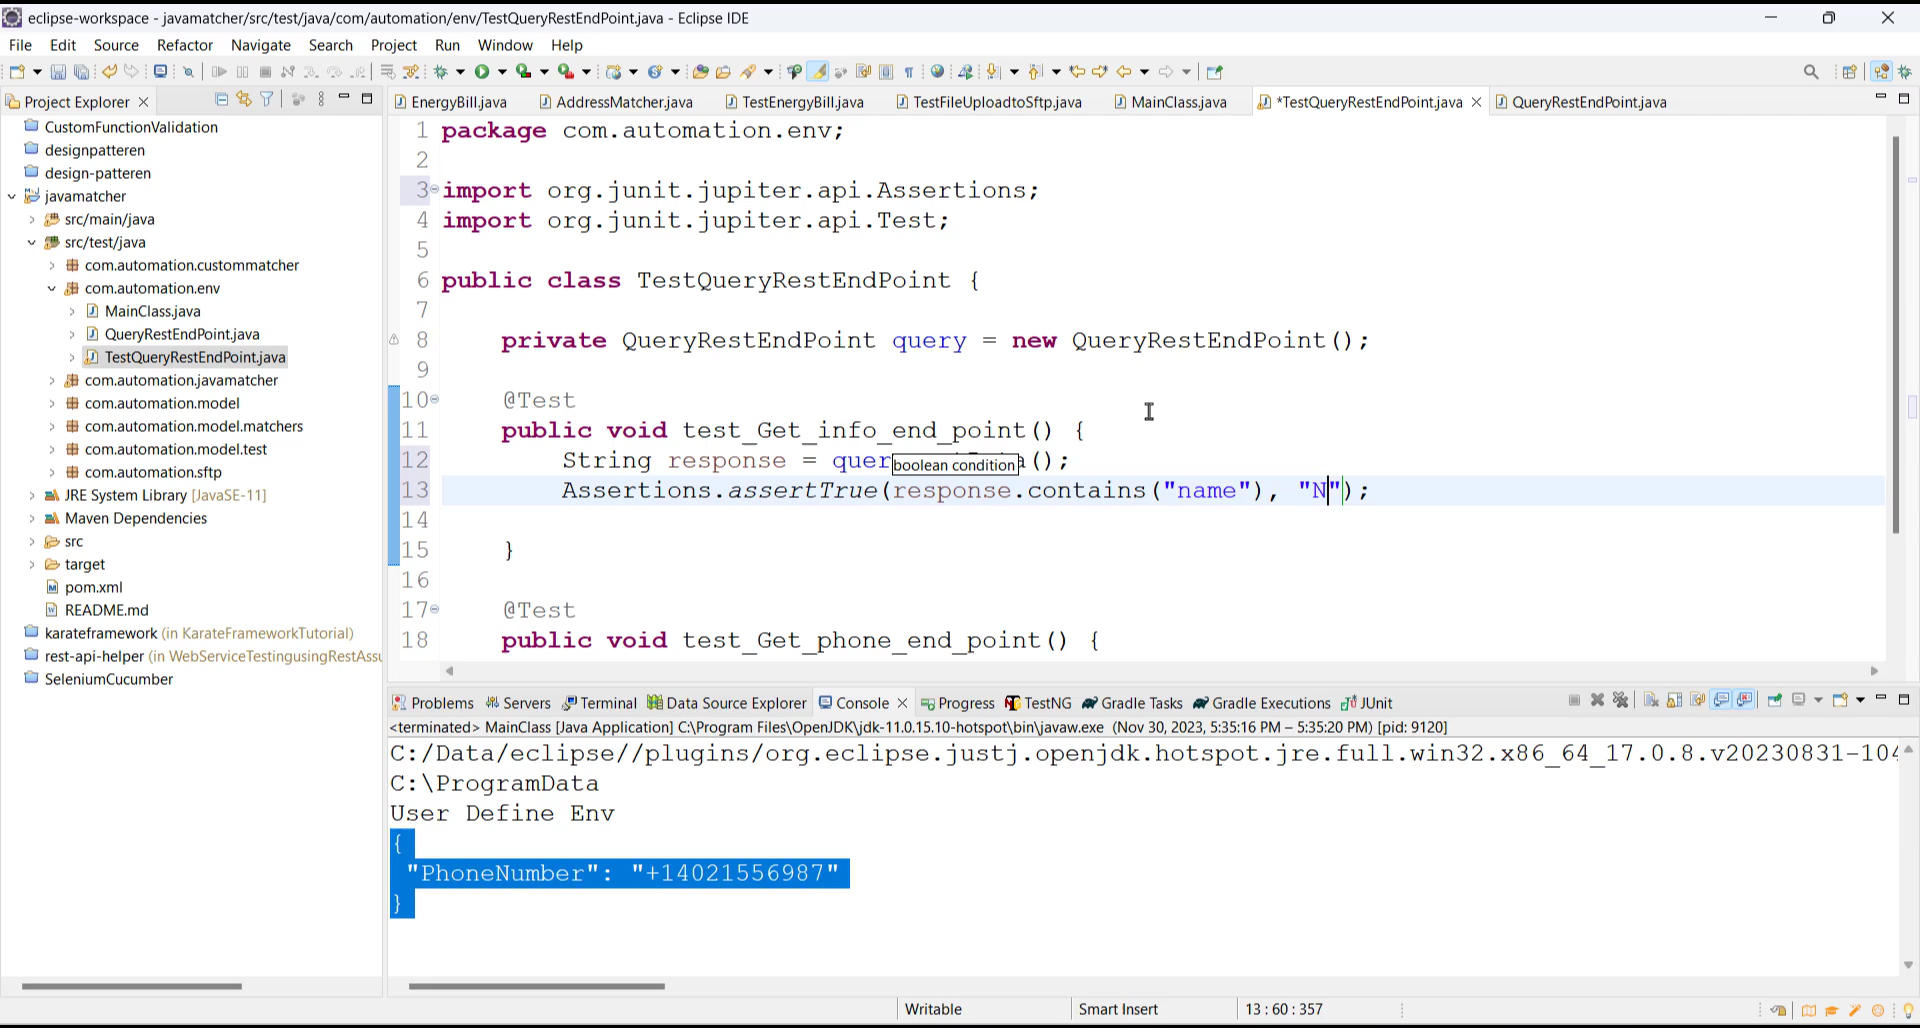 eclipse-workspace - javamatcher/src/test/java/com/automation/env/TestQueryRestEndPoint.java - Eclipse IDE
File Edit Source Refactor Navigate Search Project Run Window Help
Project Explorer
EnergyBill.java AddressMatcher.java TestEnergyBill.java TestFileUploadtoSftp.java MainClass.java *TestQueryRestEndPoint.java QueryRestEndPoint.java
CustomFunctionValidation
designpatteren
design-patteren
javamatcher
src/main/java
src/test/java
com.automation.custommatcher
com.automation.env
MainClass.java
QueryRestEndPoint.java
TestQueryRestEndPoint.java
com.automation.javamatcher
com.automation.model
com.automation.model.matchers
com.automation.model.test
com.automation.sftp
JRE System Library [JavaSE-11]
Maven Dependencies
src
target
pom.xml
README.md
karateframework (in KarateFrameworkTutorial)
rest-api-helper (in WebServiceTestingusingRestAssu
SeleniumCucumber
1 package com.automation.env;
2
3 import org.junit.jupiter.api.Assertions;
4 import org.junit.jupiter.api.Test;
5
6 public class TestQueryRestEndPoint {
7
8 private QueryRestEndPoint query = new QueryRestEndPoint();
9
10 @Test
11 public void test_Get_info_end_point() {
12 String response = quer a();
boolean condition
13 Assertions.assertTrue(response.contains("name"), "N");
14
15 }
16
17 @Test
18 public void test_Get_phone_end_point() {
Problems Servers Terminal Data Source Explorer Console Progress TestNG Gradle Tasks Gradle Executions JUnit
<terminated> MainClass [Java Application] C:\Program Files\OpenJDK\jdk-11.0.15.10-hotspot\bin\javaw.exe (Nov 30, 2023, 5:35:16 PM – 5:35:20 PM) [pid: 9120]
C:/Data/eclipse//plugins/org.eclipse.justj.openjdk.hotspot.jre.full.win32.x86_64_17.0.8.v20230831-104
C:\ProgramData
User Define Env
{
"PhoneNumber": "+14021556987"
}
Writable Smart Insert 13 : 60 : 357